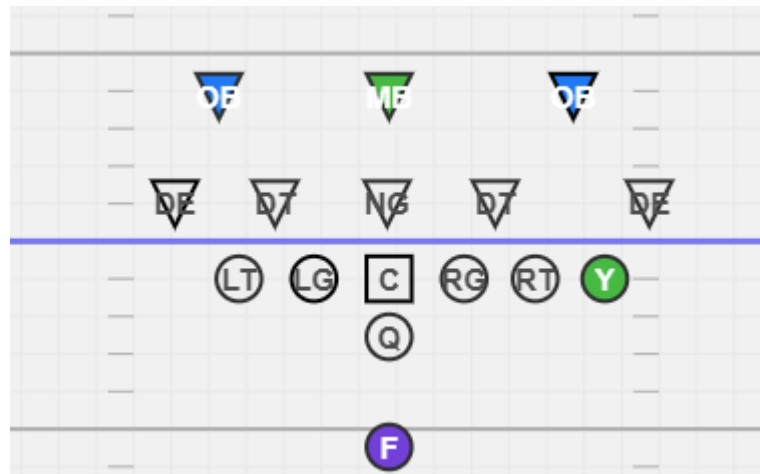 OB MB OB
DE DT NG DT DE
LT LG C RG RT Y
Q
F